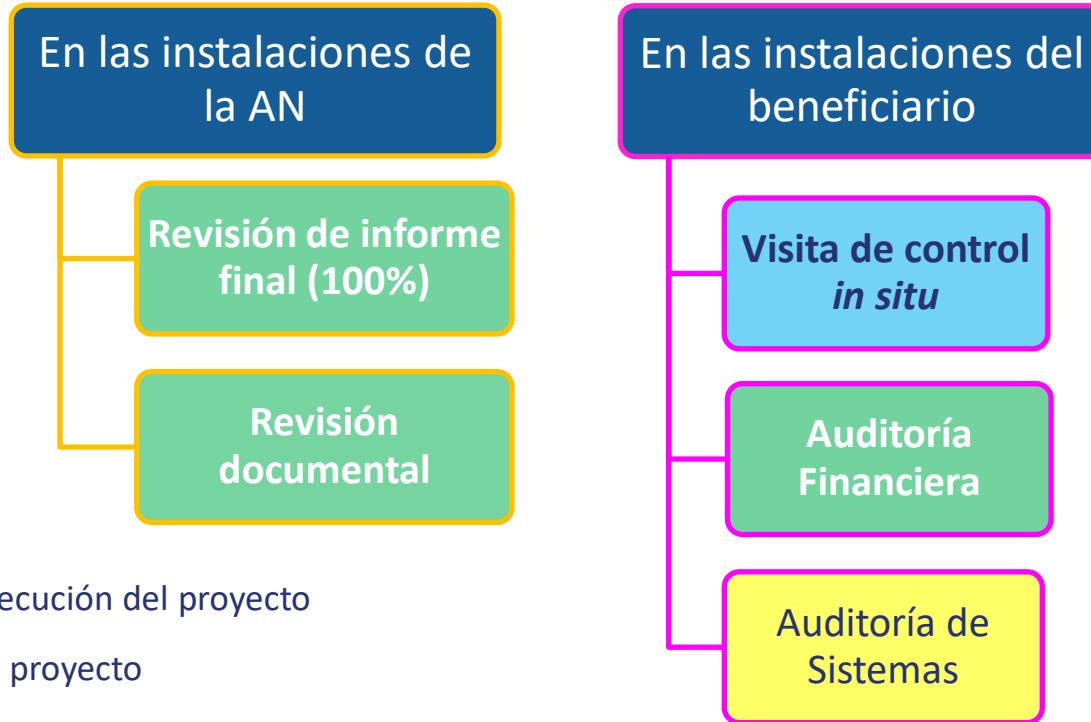 En las instalaciones de
la AN
Revisión de informe
final (100%)
Revisión
documental
En las instalaciones del
beneficiario
Visita de control
in situ
Auditoría
Financiera
Auditoría de
Sistemas
ecución del proyecto
proyecto